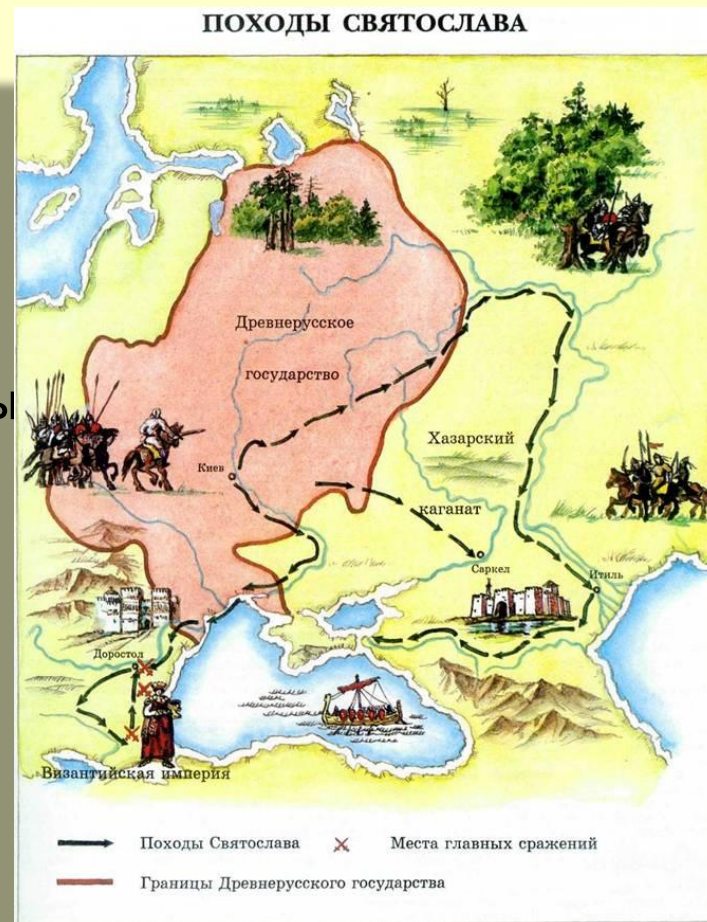 ПОХОДЫ СВЯТОСЛАВА
Древнерусское
государство
Хазарский
Киев
каганат
Саркел
Итиль
Доростол
Византийская империя
Походы Святослава
Места главных сражений
Границы Древнерусского государства